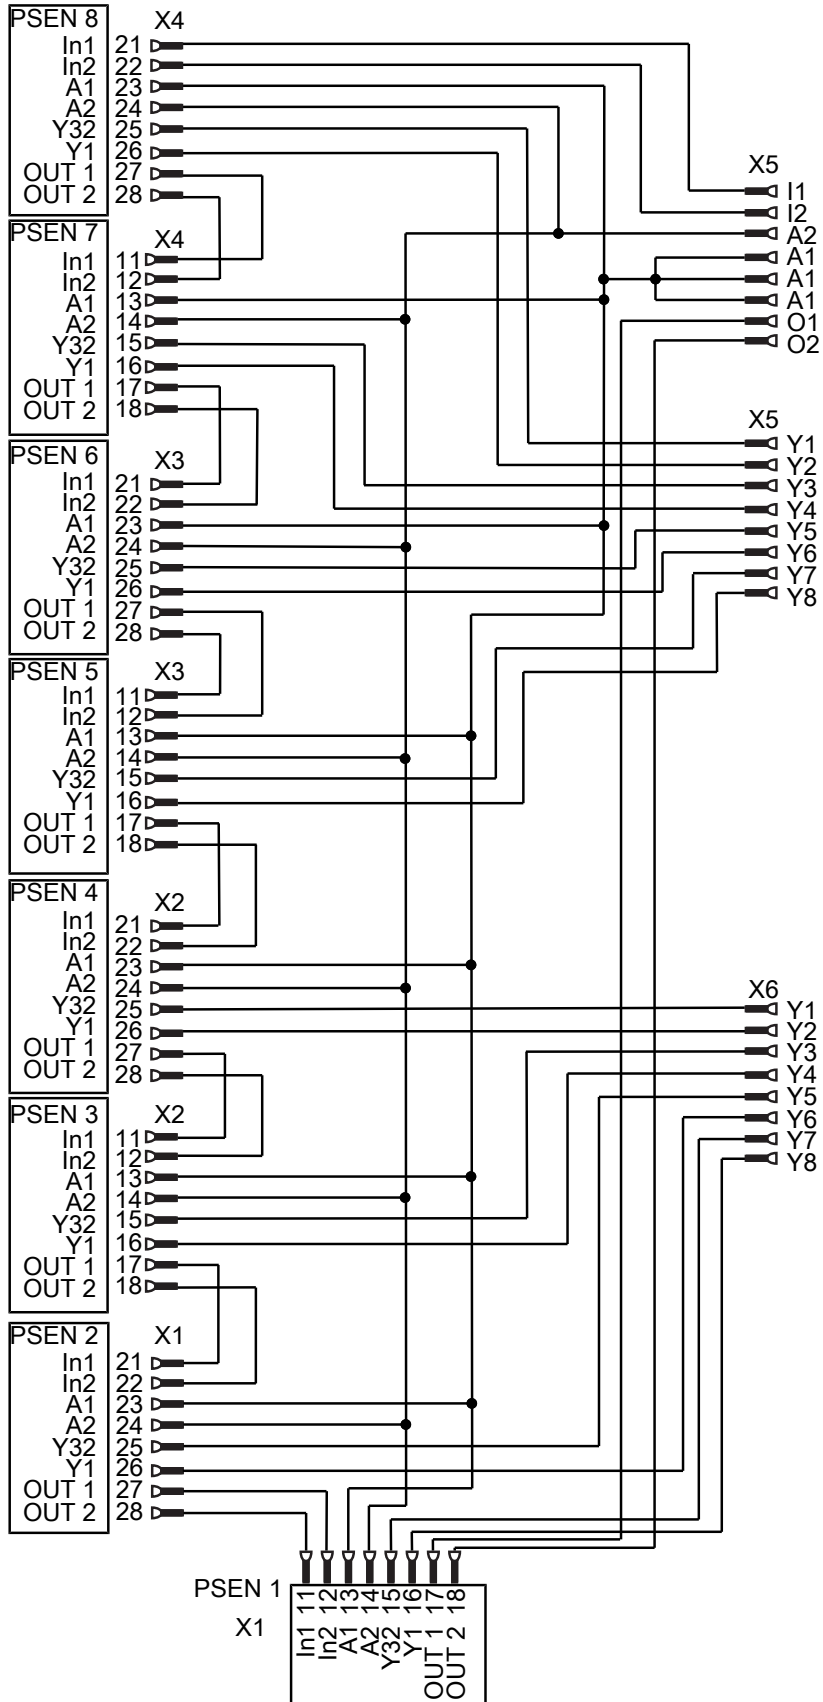 PSEN 8 X4
In1 21
In2 22
A1 23
A2 24
Y32 25
Y1 26
OUT 1 27
OUT 2 28
PSEN 7 X4
In1 11
In2 12
A1 13
A2 14
Y32 15
Y1 16
OUT 1 17
OUT 2 18
PSEN 6 X3
In1 21
In2 22
A1 23
A2 24
Y32 25
Y1 26
OUT 1 27
OUT 2 28
PSEN 5 X3
In1 11
In2 12
A1 13
A2 14
Y32 15
Y1 16
OUT 1 17
OUT 2 18
PSEN 4 X2
In1 21
In2 22
A1 23
A2 24
Y32 25
Y1 26
OUT 1 27
OUT 2 28
PSEN 3 X2
In1 11
In2 12
A1 13
A2 14
Y32 15
Y1 16
OUT 1 17
OUT 2 18
PSEN 2 X1
In1 21
In2 22
A1 23
A2 24
Y32 25
Y1 26
OUT 1 27
OUT 2 28
X5
I1
I2
A2
A1
A1
A1
O1
O2
X5
Y1
Y2
Y3
Y4
Y5
Y6
Y7
Y8
X6
Y1
Y2
Y3
Y4
Y5
Y6
Y7
Y8
PSEN 1
X1
In1 11
In2 12
A1 13
A2 14
Y32 15
Y1 16
OUT 1 17
OUT 2 18